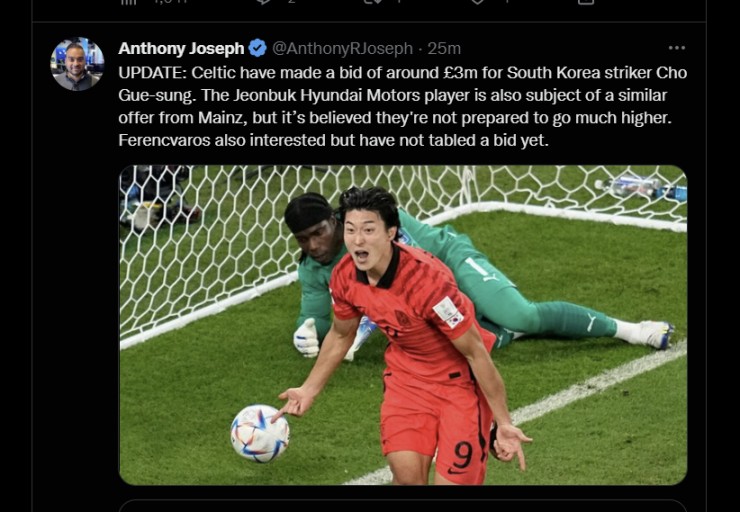 Anthony Joseph @AnthonyRJoseph · 25m
UPDATE: Celtic have made a bid of around £3m for South Korea striker Cho
Gue-sung. The Jeonbuk Hyundai Motors player is also subject of a similar
offer from Mainz, but it's believed they're not prepared to go much higher.
Ferencvaros also interested but have not tabled a bid yet.
1
9